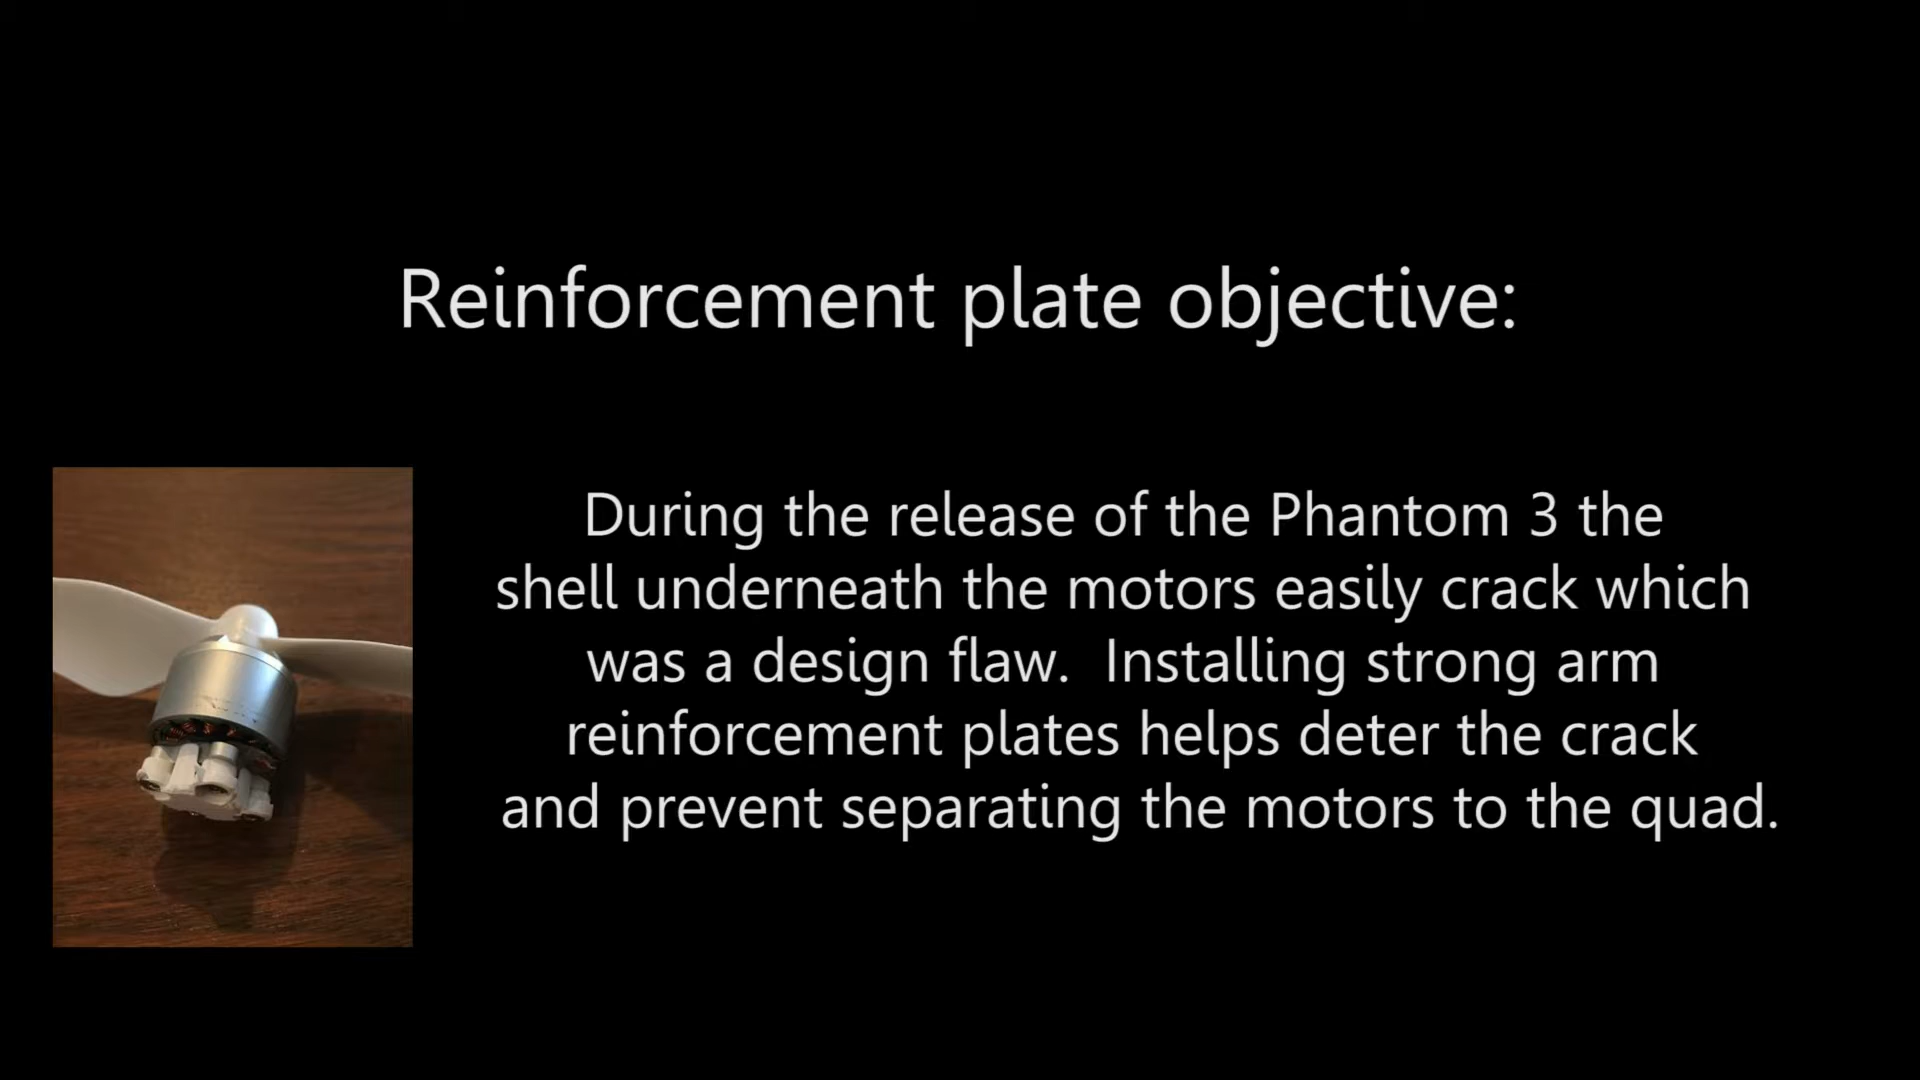 Reinforcement plate objective:
During the release of the Phantom 3 the
shell underneath the motors easily crack which
was a design flaw.  Installing strong arm
reinforcement plates helps deter the crack
and prevent separating the motors to the quad.